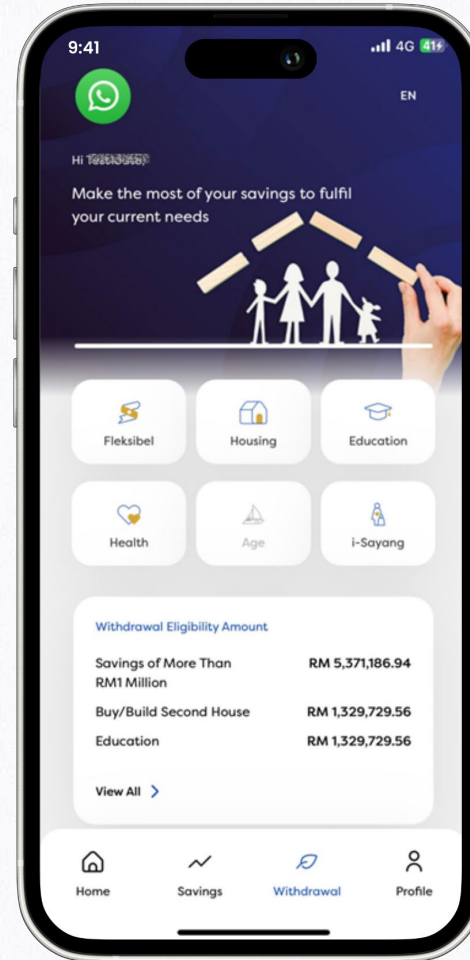 9:41
4G 41
EN
Hi
Make the most of your savings to fulfil
your current needs
Fleksibel
Housing
Education
Health
Age
i-Sayang
Withdrawal Eligibility Amount
Savings of More Than
RM1 Million
RM 5,371,186.94
Buy/Build Second House
RM 1,329,729.56
Education
RM 1,329,729.56
View All
Home
Savings
Withdrawal
Profile